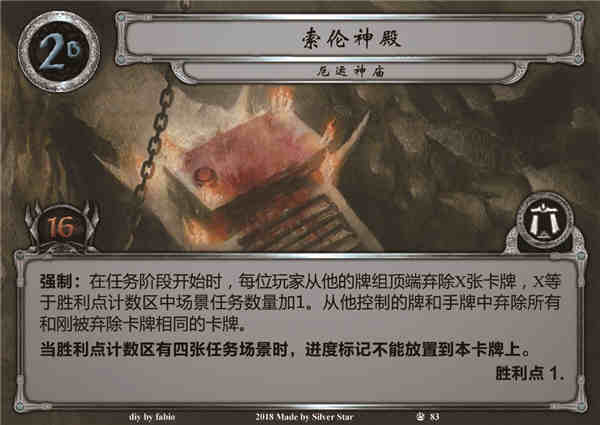 2B
索伦神殿
厄运神庙
16
强制：在任务阶段开始时，每位玩家从他的牌组顶端弃除X张卡牌，X等
于胜利点计数区中场景任务数量加1。从他控制的牌和手牌中弃除所有
和刚被弃除卡牌相同的卡牌。
当胜利点计数区有四张任务场景时，进度标记不能放置到本卡牌上。
胜利点 1.
diy by fabio
2018 Made by Silver Star
83